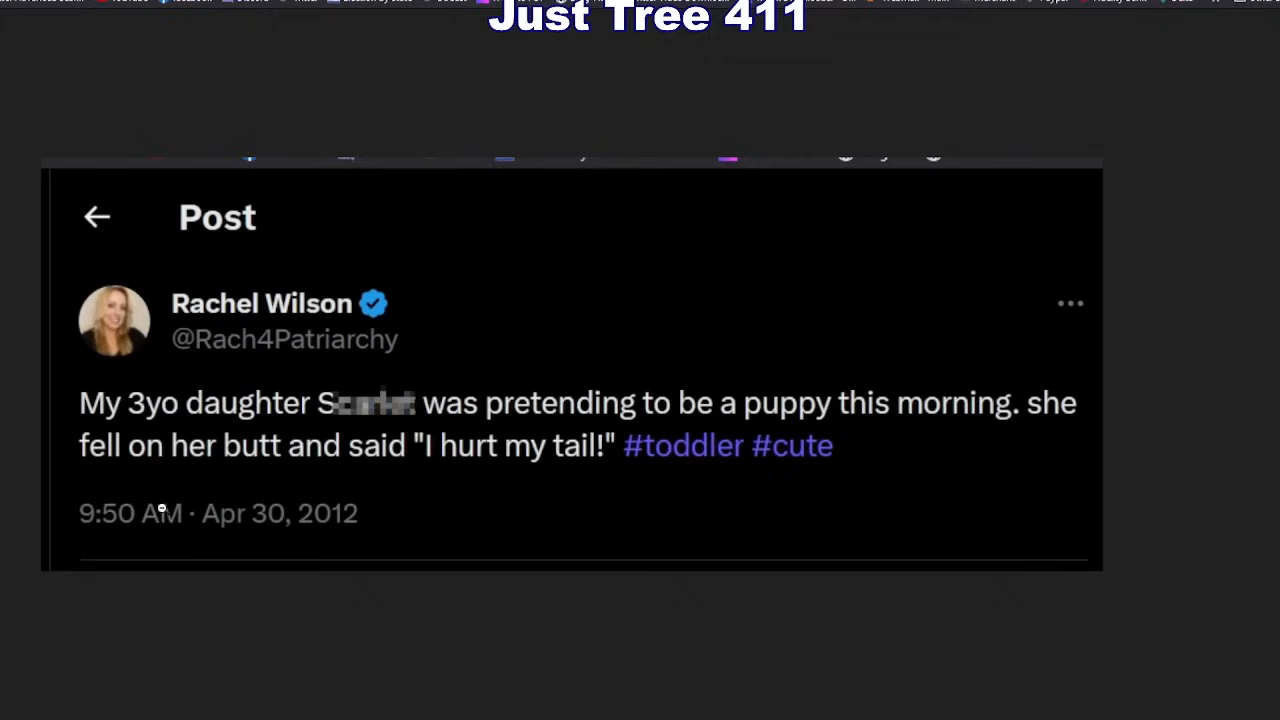 Just Tree 411
Post
Rachel Wilson
@Rach4Patriarchy
My 3yo daughter was pretending to be a puppy this morning. she
fell on her butt and said "I hurt my tail!" #toddler #cute
9:50 AM · Apr 30, 2012